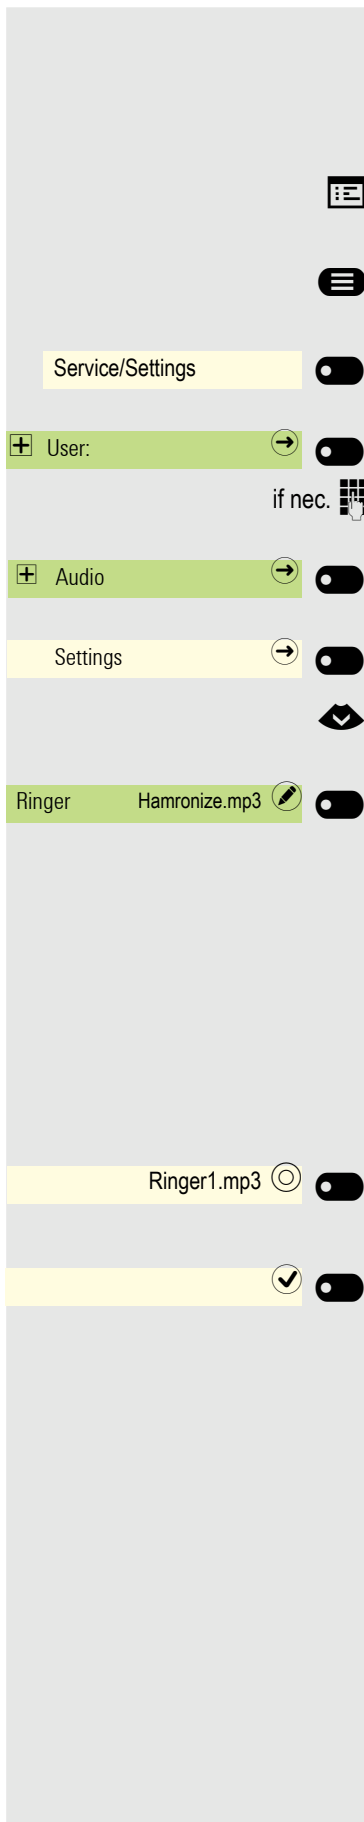 Service/Settings
User:
if nec.
Audio
Settings
Ringer Hamronize.mp3
Ringer1.mp3